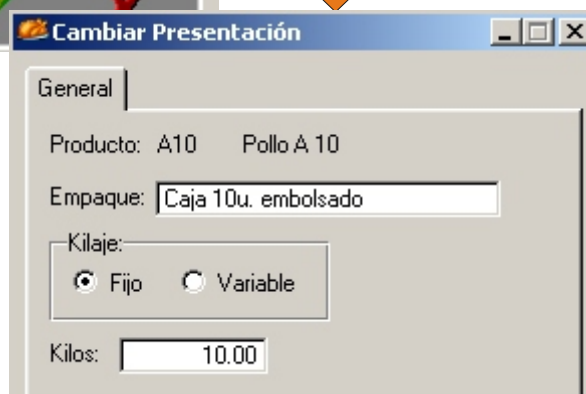 Cambiar Presentación
General
Producto: A10 Pollo A 10
Empaque: Caja 10u. embolsado
Kilaje:
Fijo Variable
Kilos: 10.00